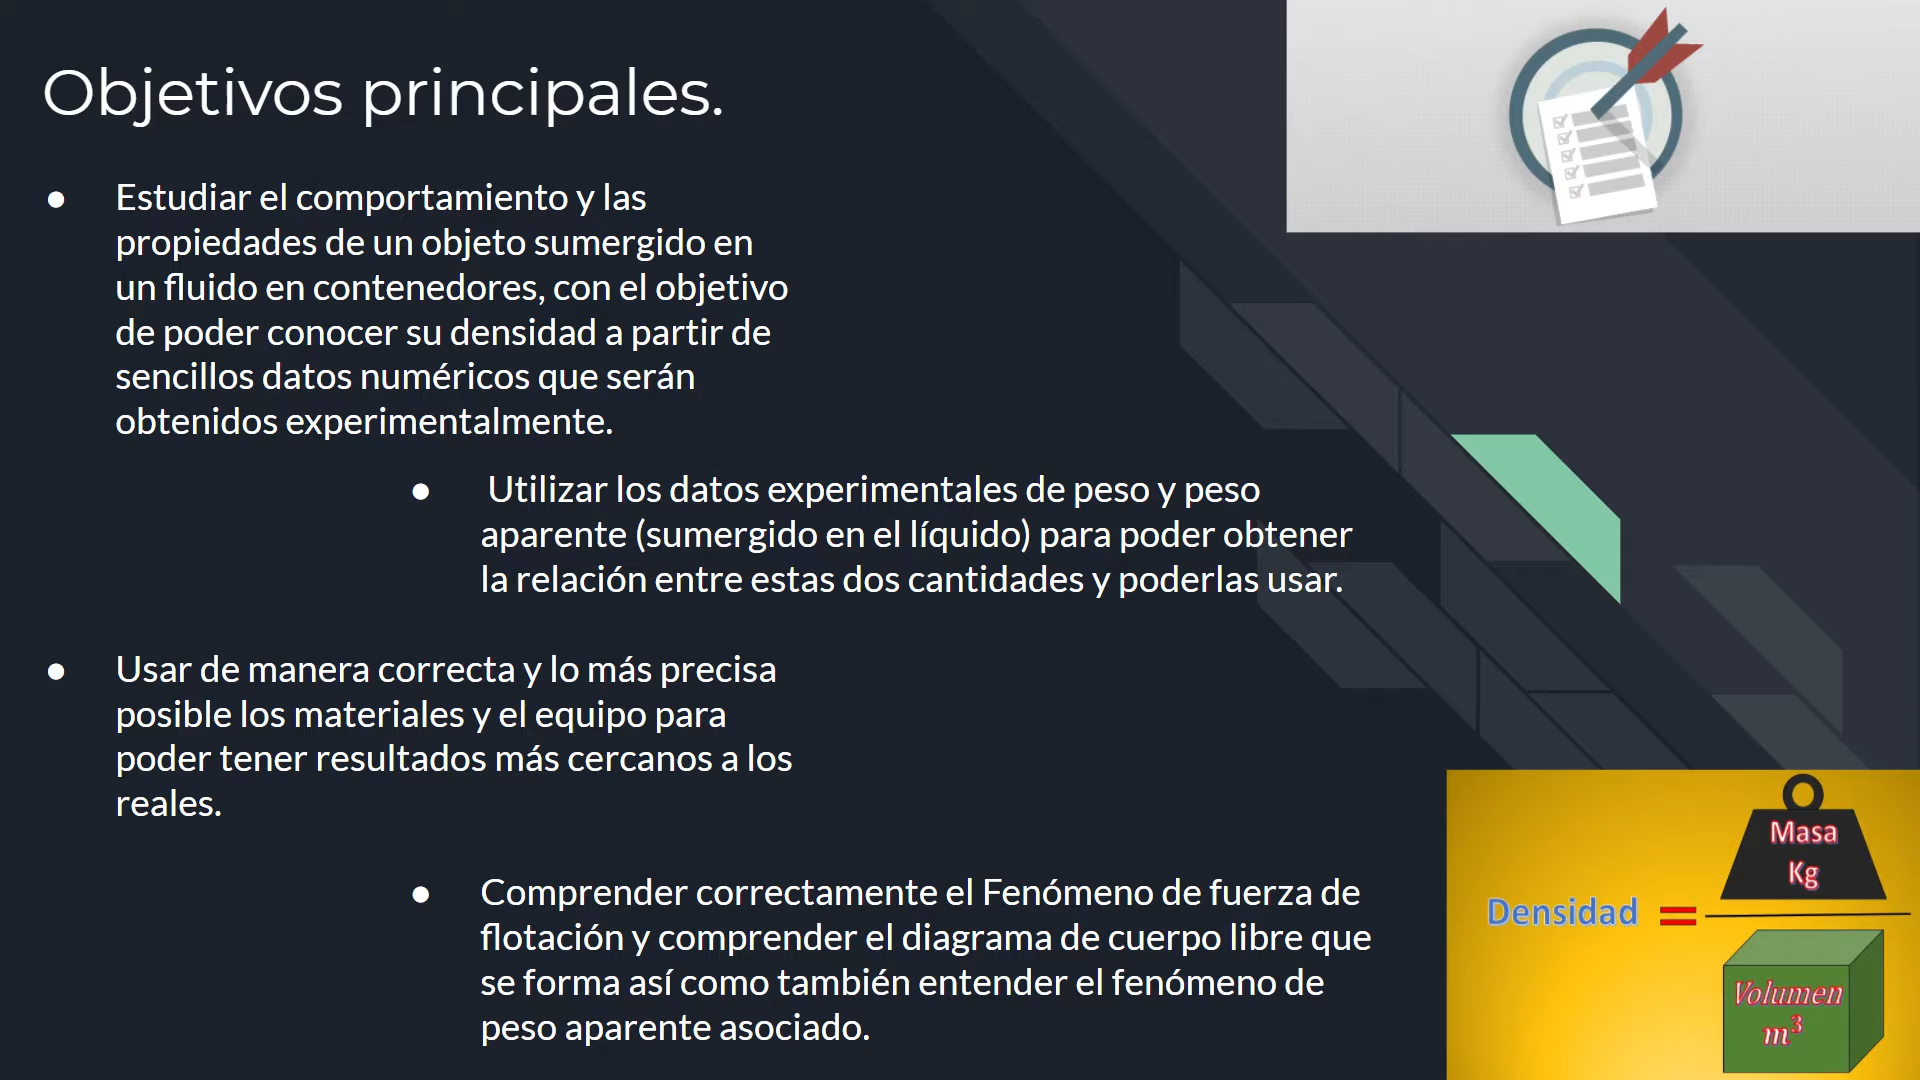 Objetivos principales.
● Estudiar el comportamiento y las
propiedades de un objeto sumergido en
un fluido en contenedores, con el objetivo
de poder conocer su densidad a partir de
sencillos datos numéricos que serán
obtenidos experimentalmente.
● Utilizar los datos experimentales de peso y peso
aparente (sumergido en el líquido) para poder obtener
la relación entre estas dos cantidades y poderlas usar.
● Usar de manera correcta y lo más precisa
posible los materiales y el equipo para
poder tener resultados más cercanos a los
reales.
● Comprender correctamente el Fenómeno de fuerza de
flotación y comprender el diagrama de cuerpo libre que
se forma así como también entender el fenómeno de
peso aparente asociado.
Masa
Kg
Densidad =
Volumen
m³